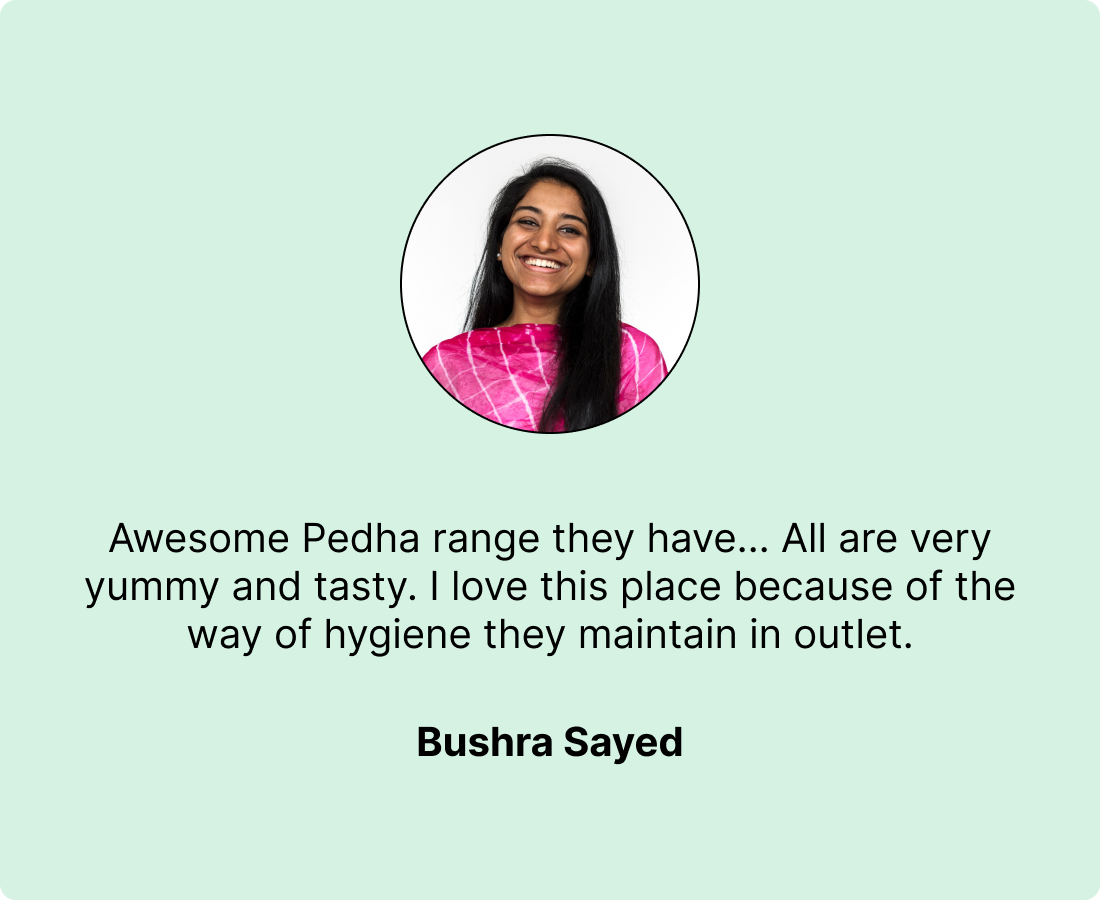 Awesome Pedha range they have... All are very
yummy and tasty. I love this place because of the
way of hygiene they maintain in outlet.
Bushra Sayed